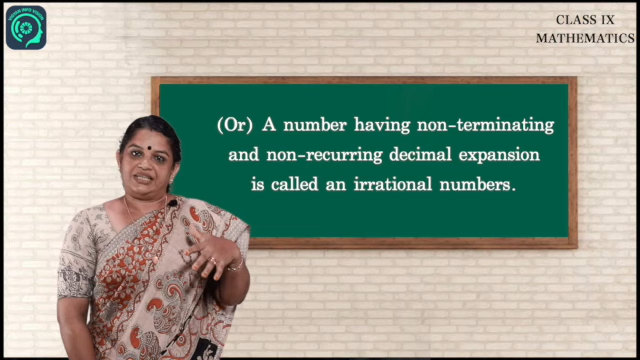 CLASS IX
MATHEMATICS
(Or) A number having non-terminating
and non-recurring decimal expansion
is called an irrational numbers.